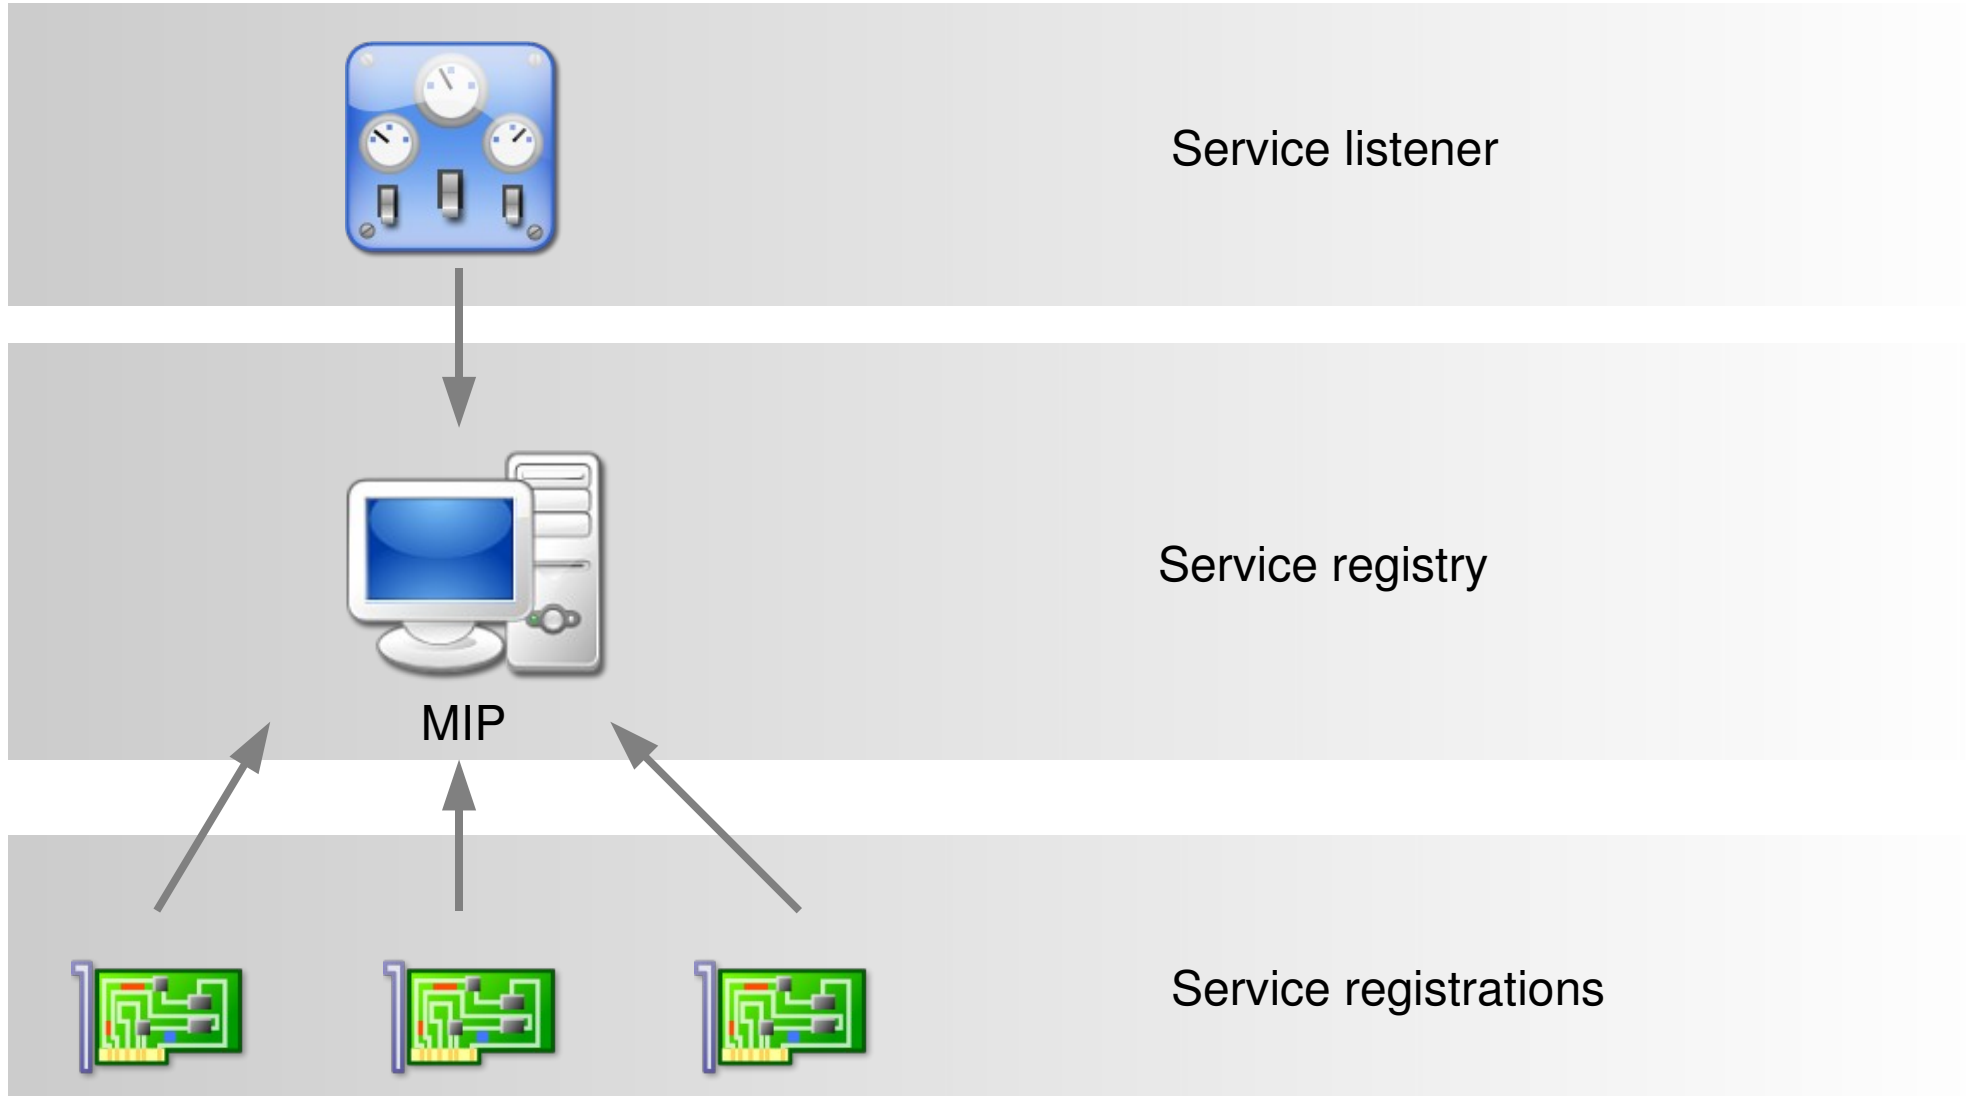 Service listener
Service registry
MIP
Service registrations